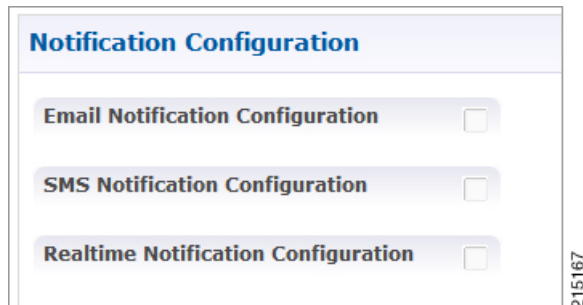 Notification Configuration
Email Notification Configuration
SMS Notification Configuration
Realtime Notification Configuration
215167